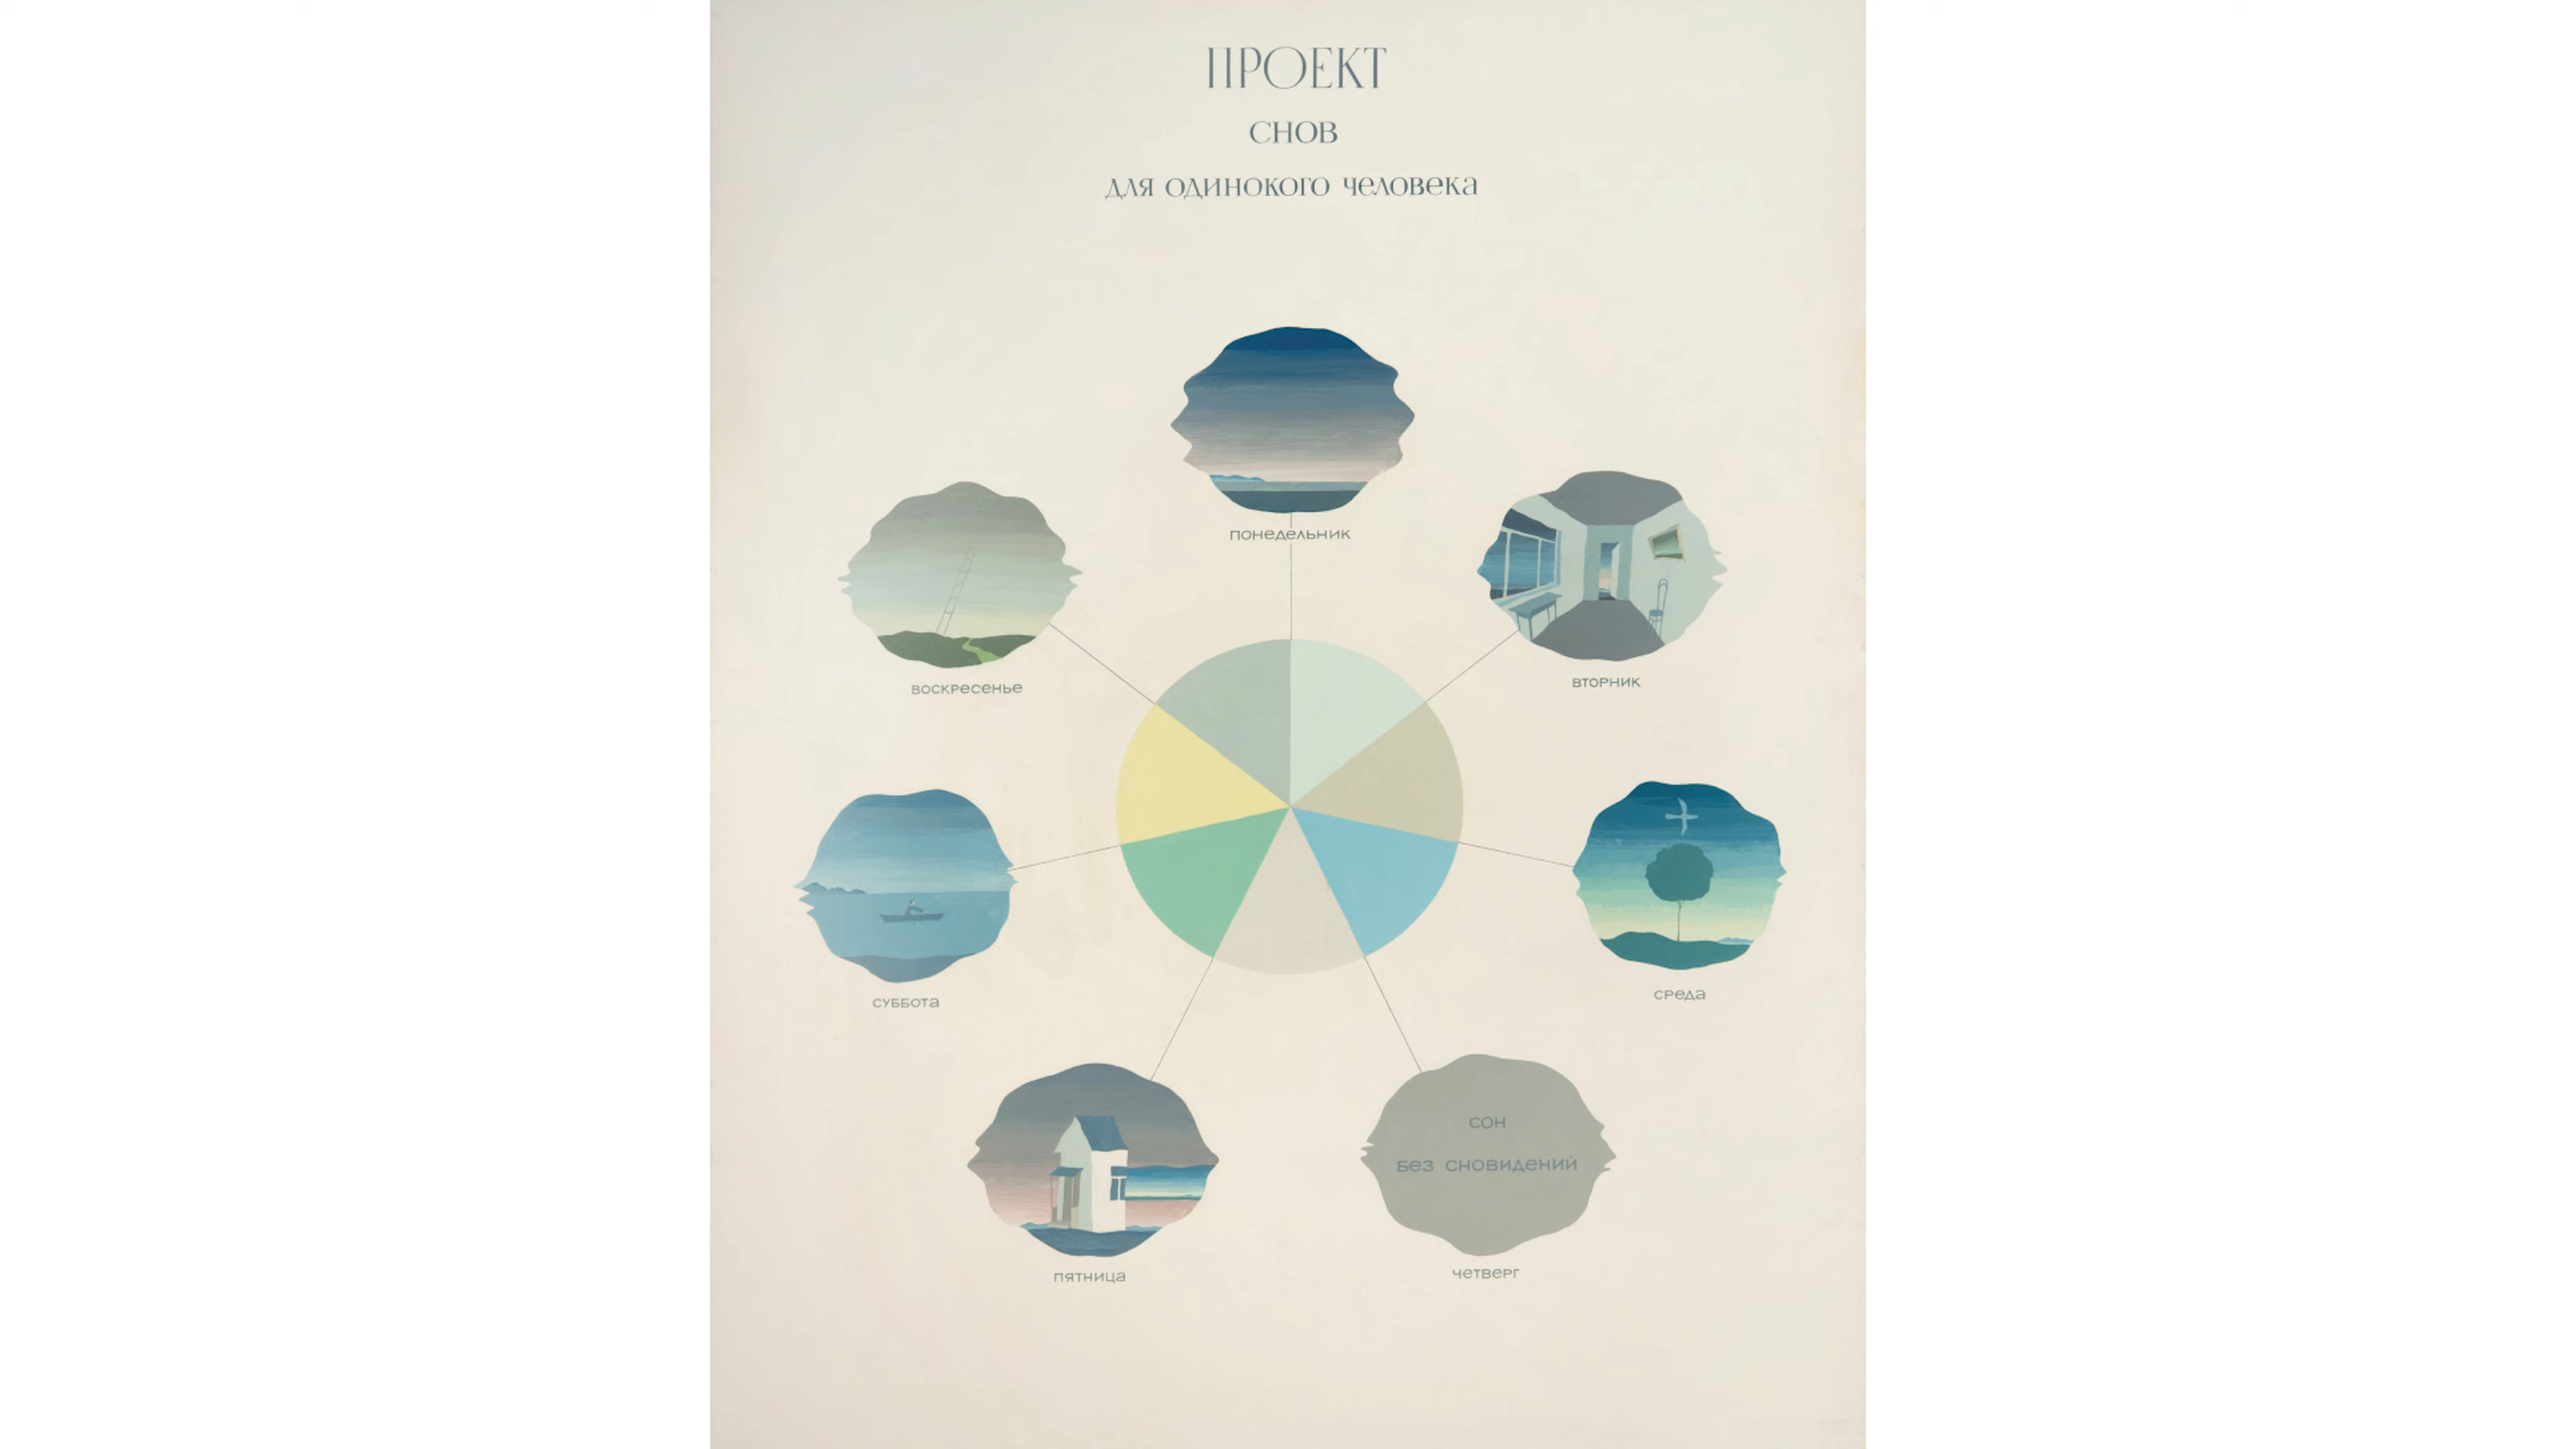 ПРОЕКТ
СНОВ
для одинокого человека
понедельник
вторник
воскресенье
среда
суббота
сон
без сновидений
четверг
пятница